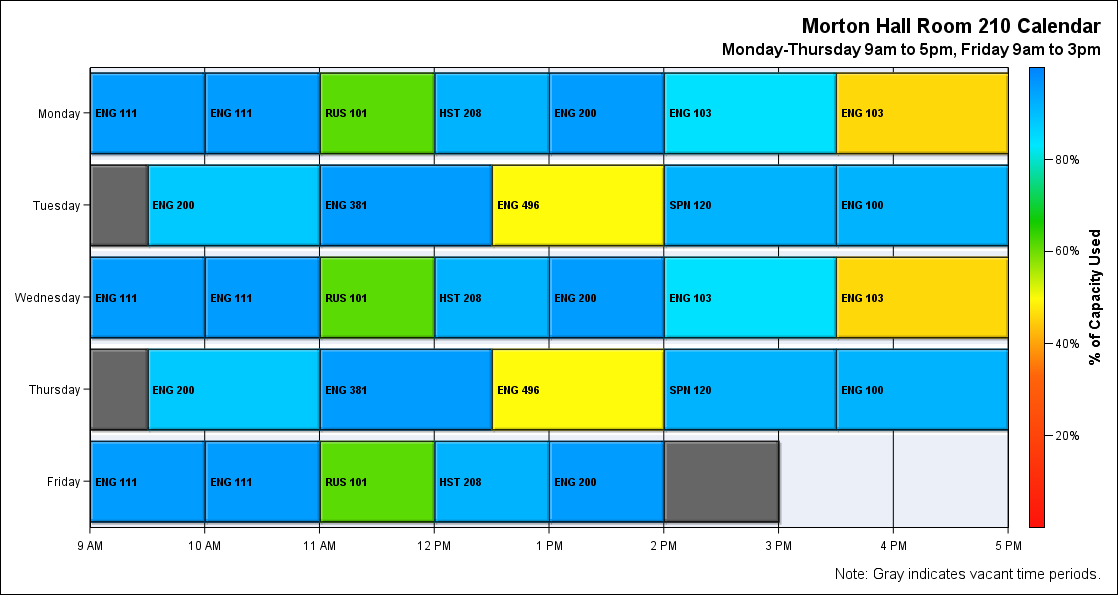 Morton Hall Room 210 Calendar
Monday-Thursday 9am to 5pm, Friday 9am to 3pm
Monday
ENG 111
ENG 111
RUS 101
HST 208
ENG 200
ENG 103
ENG 103
Tuesday
ENG 200
ENG 381
ENG 496
SPN 120
ENG 100
Wednesday
ENG 111
ENG 111
RUS 101
HST 208
ENG 200
ENG 103
ENG 103
Thursday
ENG 200
ENG 381
ENG 496
SPN 120
ENG 100
Friday
ENG 111
ENG 111
RUS 101
HST 208
ENG 200
9 AM
10 AM
11 AM
12 PM
1 PM
2 PM
3 PM
4 PM
5 PM
80%
60%
40%
20%
% of Capacity Used
Note: Gray indicates vacant time periods.